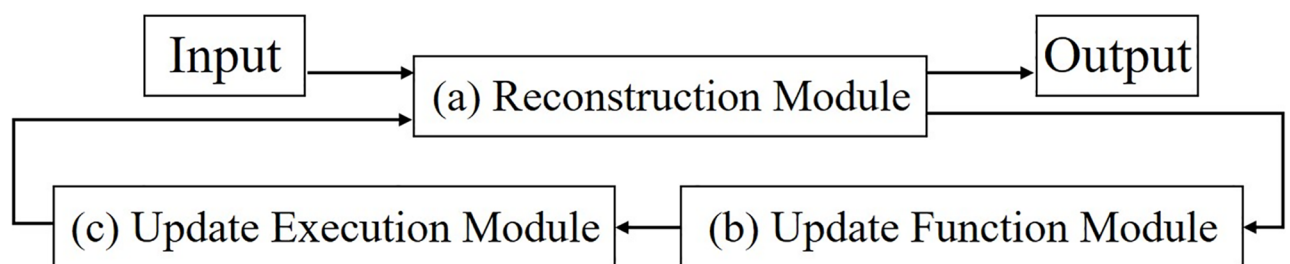 Input
Output
(a) Reconstruction Module
(c) Update Execution Module
(b) Update Function Module